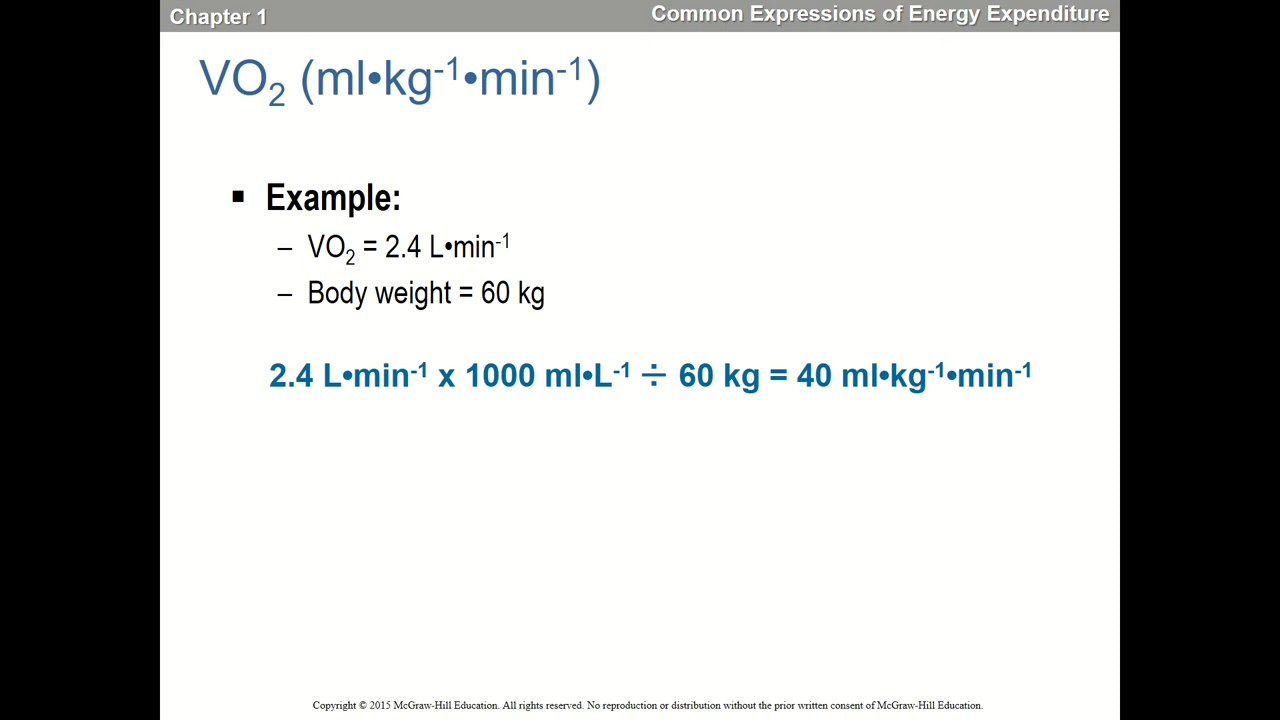 Chapter 1
Common Expressions of Energy Expenditure
VO₂ (ml•kg⁻¹•min⁻¹)
▪ Example:
– VO₂ = 2.4 L•min⁻¹
– Body weight = 60 kg
2.4 L•min⁻¹ x 1000 ml•L⁻¹ ÷ 60 kg = 40 ml•kg⁻¹•min⁻¹
Copyright © 2015 McGraw-Hill Education. All rights reserved. No reproduction or distribution without the prior written consent of McGraw-Hill Education.